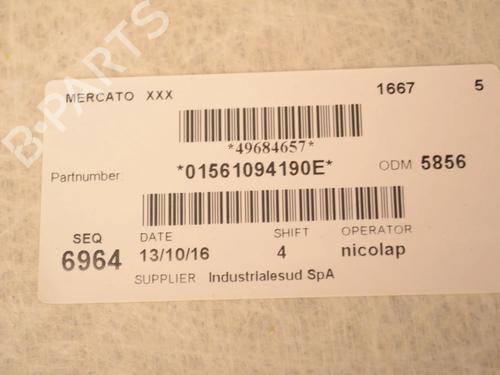 MERCATO XXX 1667 5
*49684657*
Partnumber: *01561094190E* ODM 5856
SEQ DATE SHIFT OPERATOR
6964 13/10/16 4 nicolap
SUPPLIER Industrialesud SpA
B-PARTS